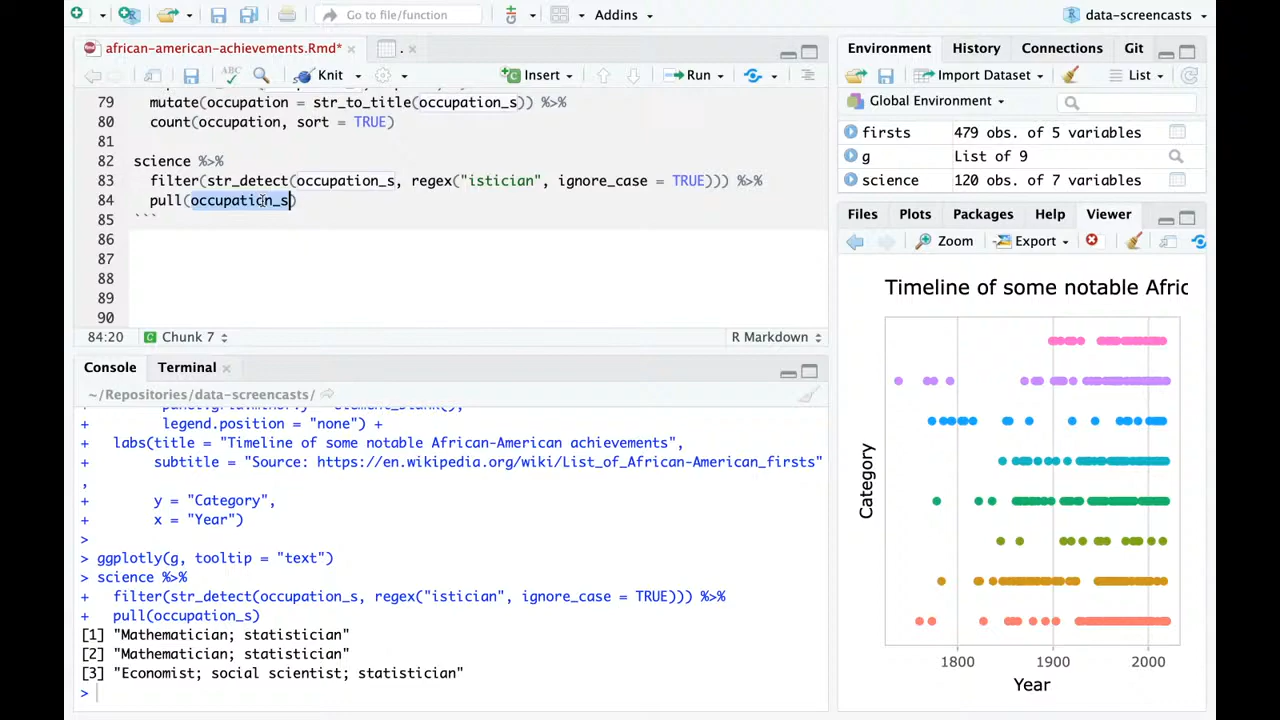 Go to file/function
Addins
data-screencasts
african-american-achievements.Rmd*
.
ABC
Knit
Insert
Run
79 mutate(occupation = str_to_title(occupation_s)) %>%
80 count(occupation, sort = TRUE)
81
82 science %>%
83 filter(str_detect(occupation_s, regex("istician", ignore_case = TRUE))) %>%
84 pull(occupation_s)
85 ```
86
87
88
89
90
84:20
Chunk 7
R Markdown
Console
Terminal
~/Repositories/data-screencasts/
+ legend.position = "none") +
+ labs(title = "Timeline of some notable African-American achievements",
+ subtitle = "Source: https://en.wikipedia.org/wiki/List_of_African-American_firsts"
,
+ y = "Category",
+ x = "Year")
>
> ggplotly(g, tooltip = "text")
> science %>%
+ filter(str_detect(occupation_s, regex("istician", ignore_case = TRUE))) %>%
+ pull(occupation_s)
[1] "Mathematician; statistician"
[2] "Mathematician; statistician"
[3] "Economist; social scientist; statistician"
>
Environment
History
Connections
Git
Import Dataset
List
Global Environment
firsts 479 obs. of 5 variables
g List of 9
science 120 obs. of 7 variables
Files
Plots
Packages
Help
Viewer
Zoom
Export
Timeline of some notable Afric
Category
1800
1900
2000
Year